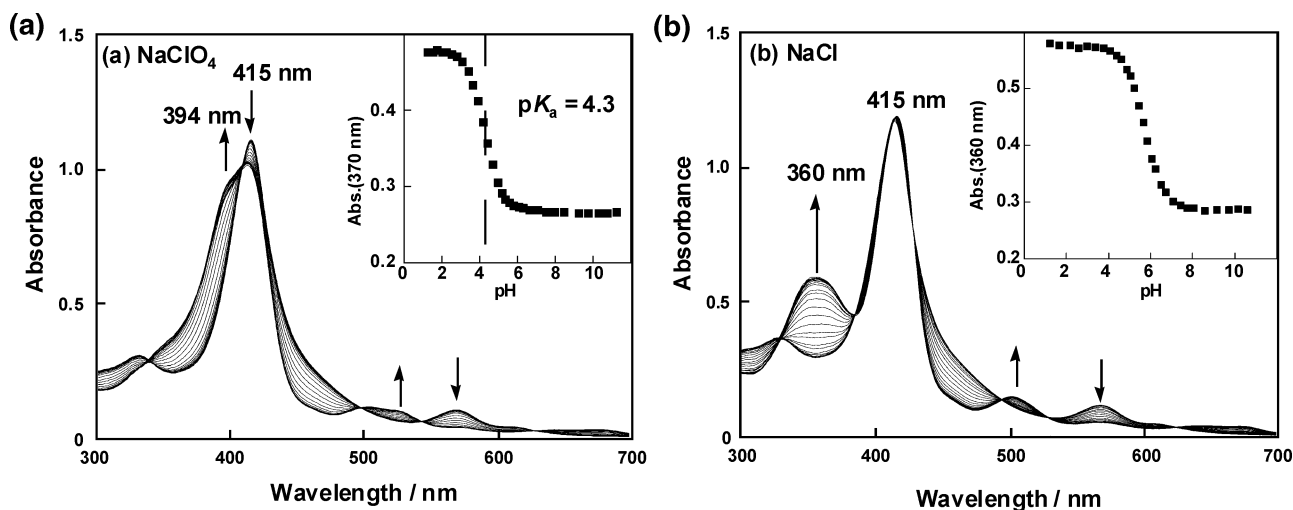 (a)
(a) NaClO4
415 nm
394 nm
pKa = 4.3
Abs.(370 nm)
0.4
0.3
0.2
0 2 4 6 8 10
pH
Absorbance
1.5
1.0
0.5
0
300 400 500 600 700
Wavelength / nm
(b)
(b) NaCl
415 nm
360 nm
Abs.(360 nm)
0.5
0.4
0.3
0.2
0 2 4 6 8 10
pH
Absorbance
1.5
1.0
0.5
0
300 400 500 600 700
Wavelength / nm